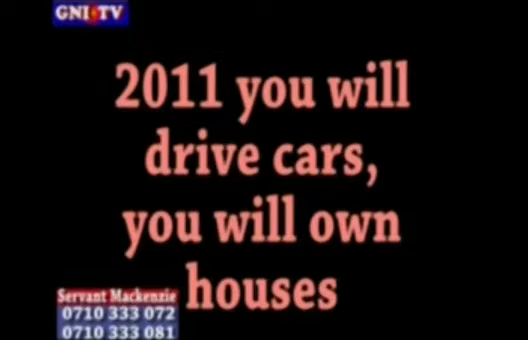 GNI TV
2011 you will
drive cars,
you will own
houses
Servant Mackenzie
0710 333 072
0710 333 081